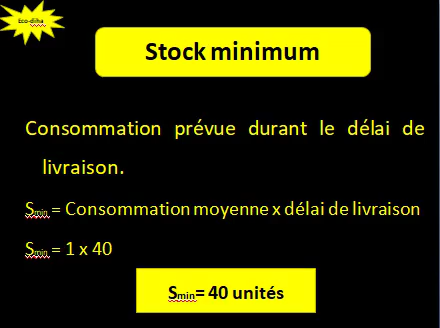 Eco-diha
Stock minimum
Consommation prévue durant le délai de
livraison.
Smin = Consommation moyenne x délai de livraison
Smin = 1 x 40
Smin= 40 unités